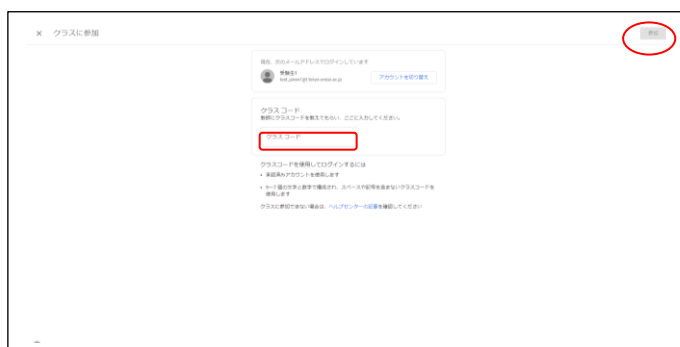 × クラスに参加
参加
現在、次のメールアドレスでログインしています
受験生1
アカウントを切り替え
クラス コード
教師にクラスコードを教えてもらい、ここに入力してください。
クラス コード
クラスコードを使用してログインするには
• 承認済みアカウントを使用します
• 5~7 個の文字と数字で構成され、スペースや記号を含まないクラスコードを
使用します
クラスに参加できない場合は、ヘルプセンターの記事を確認してください